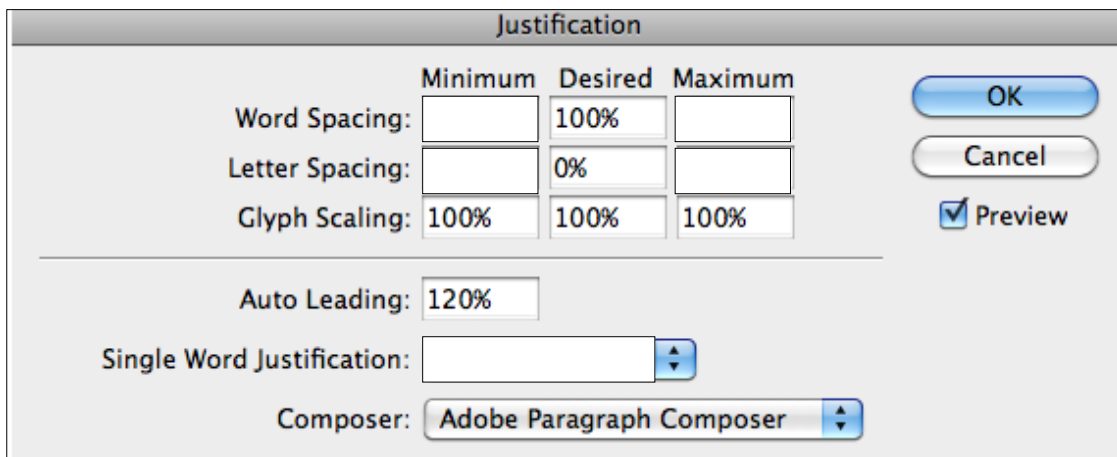 Justification
Minimum Desired Maximum
OK
Word Spacing: 100%
Cancel
Letter Spacing: 0%
Glyph Scaling: 100% 100% 100%
Preview
Auto Leading: 120%
Single Word Justification:
Composer: Adobe Paragraph Composer